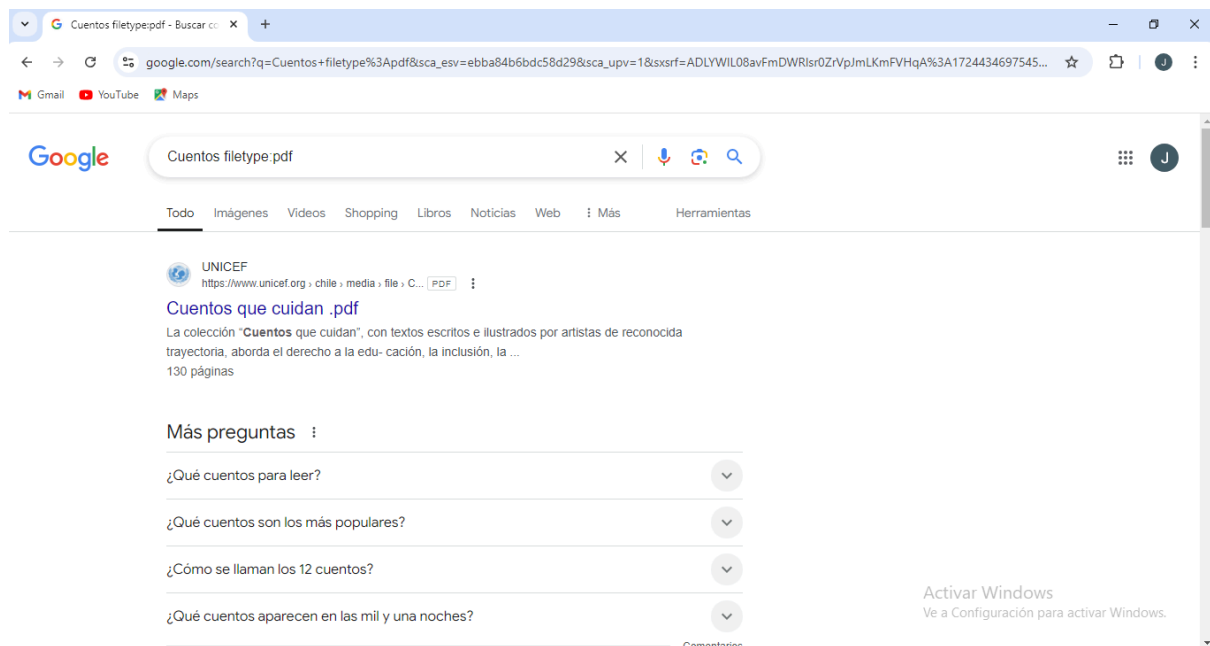 Cuentos filetype:pdf - Buscar co
google.com/search?q=Cuentos+filetype%3Apdf&sca_esv=ebba84b6bdc58d29&sca_upv=1&sxsrf=ADLYWIL08avFmDWRlsr0ZrVpJmLKmFVHqA%3A1724434697545...
J
Gmail YouTube Maps
Google
Cuentos filetype:pdf
J
Todo Imágenes Videos Shopping Libros Noticias Web Más Herramientas
UNICEF
https://www.unicef.org › chile › media › file › C... PDF
Cuentos que cuidan .pdf
La colección “Cuentos que cuidan”, con textos escritos e ilustrados por artistas de reconocida
trayectoria, aborda el derecho a la edu- cación, la inclusión, la ...
130 páginas
Más preguntas
¿Qué cuentos para leer?
¿Qué cuentos son los más populares?
¿Cómo se llaman los 12 cuentos?
¿Qué cuentos aparecen en las mil y una noches?
Comentarios
Activar Windows
Ve a Configuración para activar Windows.